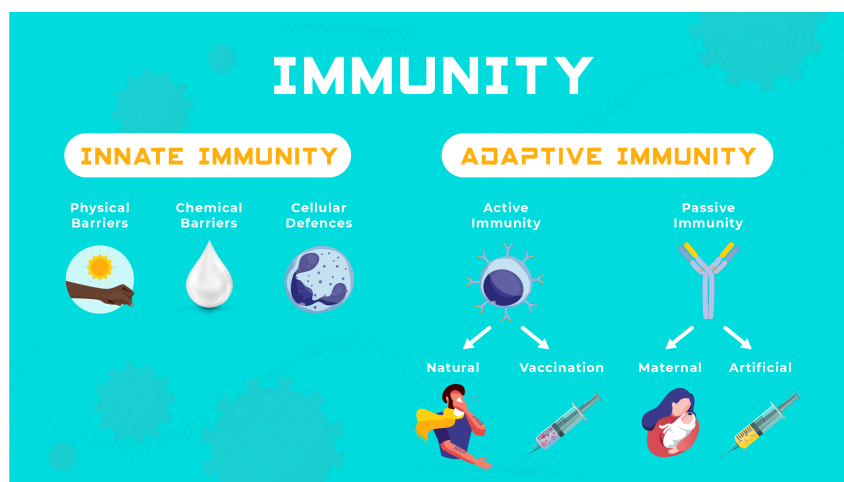 IMMUNITY
INNATE IMMUNITY
Physical
Barriers
Chemical
Barriers
Cellular
Defences
ADAPTIVE IMMUNITY
Active
Immunity
Passive
Immunity
Natural
Vaccination
Maternal
Artificial